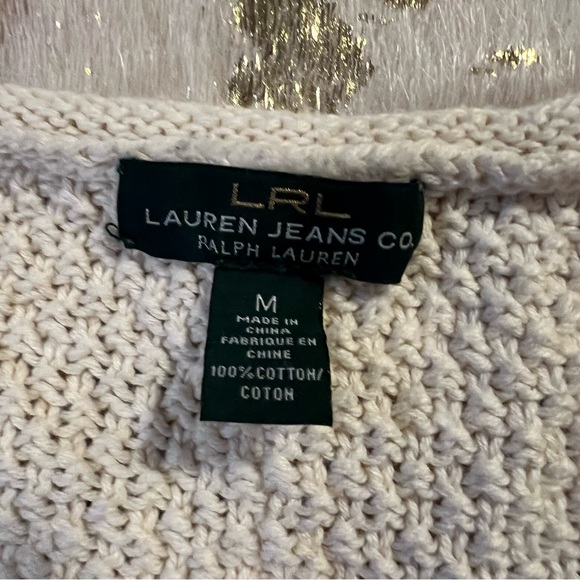 LRL
LAUREN JEANS CO.
RALPH LAUREN
M
MADE IN
CHINA
FABRIQUE EN
CHINE
100% COTTON/
COTON